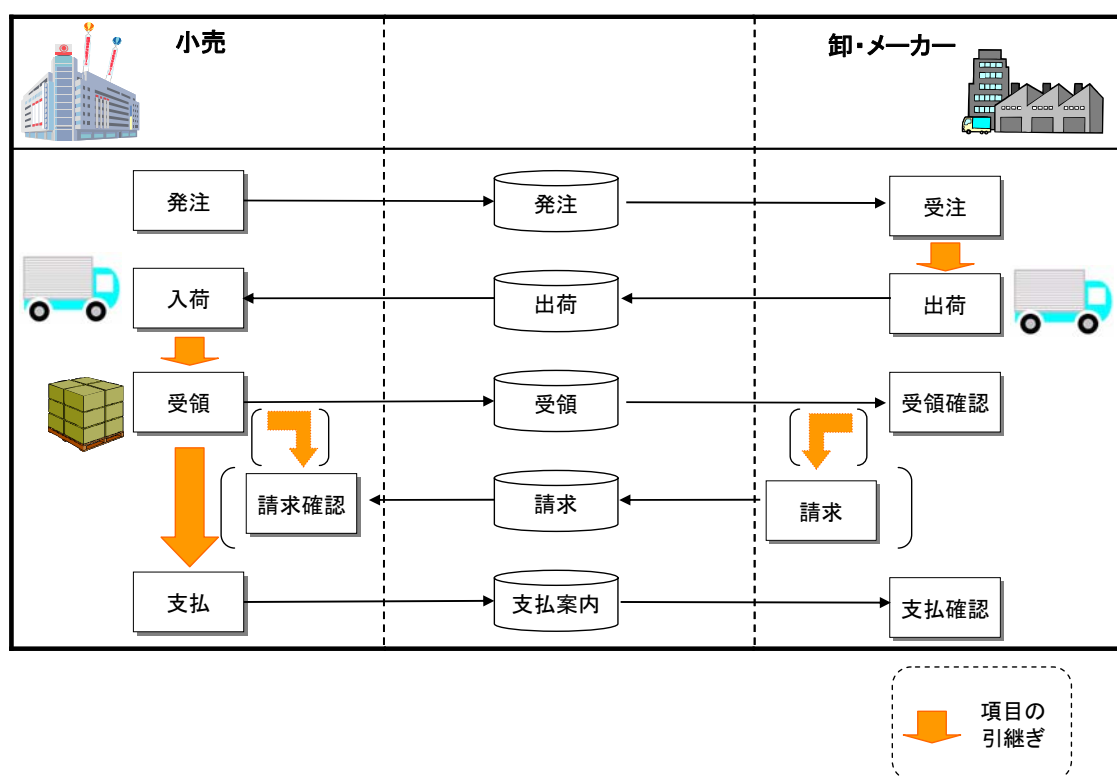 小売
卸・メーカー
発注
発注
受注
入荷
出荷
出荷
受領
受領
受領確認
請求確認
請求
請求
支払
支払案内
支払確認
項目の
引継ぎ